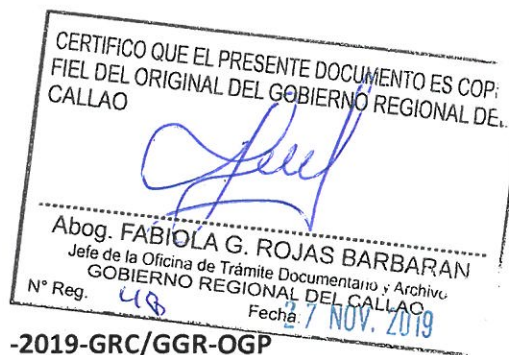 CERTIFICO QUE EL PRESENTE DOCUMENTO ES COPI
FIEL DEL ORIGINAL DEL GOBIERNO REGIONAL DEL
CALLAO
Abog. FABIOLA G. ROJAS BARBARAN
Jefe de la Oficina de Trámite Documentario y Archivo
GOBIERNO REGIONAL DEL CALLAO
N° Reg. Fecha: 27 NOV. 2019
-2019-GRC/GGR-OGP